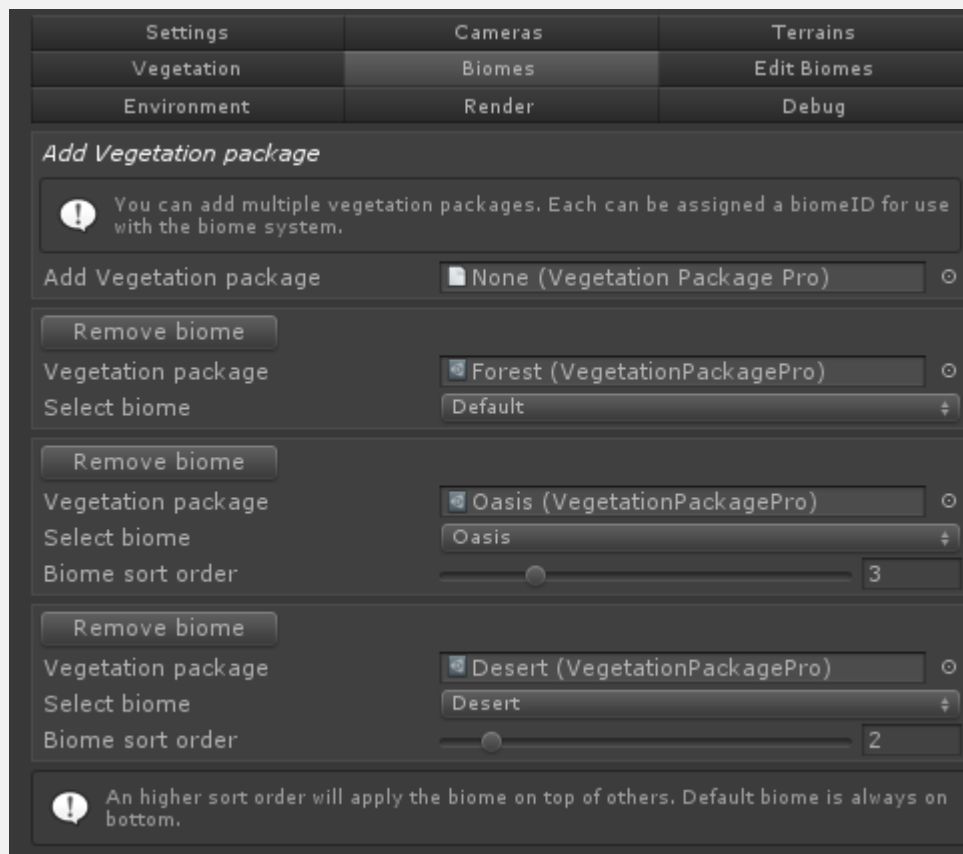 Settings Cameras Terrains
Vegetation Biomes Edit Biomes
Environment Render Debug
Add Vegetation package
You can add multiple vegetation packages. Each can be assigned a biomeID for use
with the biome system.
Add Vegetation package None (Vegetation Package Pro)
Remove biome
Vegetation package Forest (VegetationPackagePro)
Select biome Default
Remove biome
Vegetation package Oasis (VegetationPackagePro)
Select biome Oasis
Biome sort order 3
Remove biome
Vegetation package Desert (VegetationPackagePro)
Select biome Desert
Biome sort order 2
An higher sort order will apply the biome on top of others. Default biome is always on
bottom.